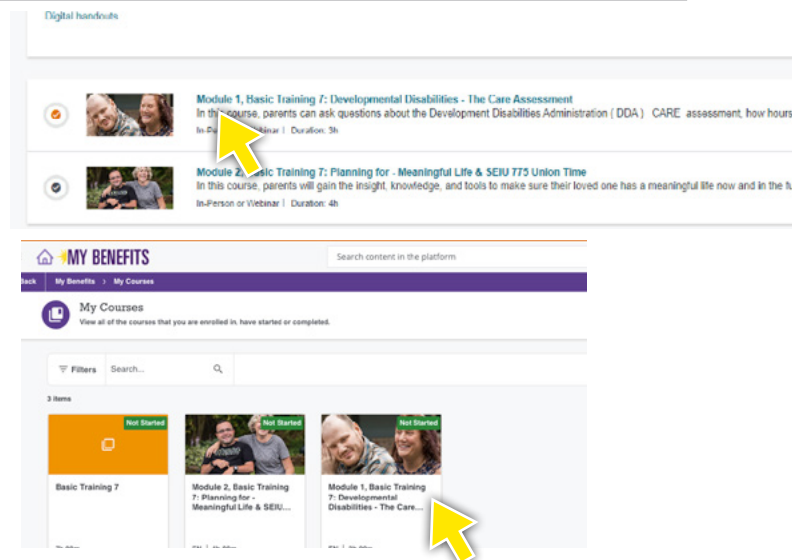 Digital handouts
Module 1, Basic Training 7: Developmental Disabilities - The Care Assessment
In this course, parents can ask questions about the Development Disabilities Administration ( DDA ) CARE assessment, how hours
Duration: 3h
Module 2, Basic Training 7: Planning for - Meaningful Life & SEIU 775 Union Time
In this course, parents will gain the insight, knowledge, and tools to make sure their loved one has a meaningful life now and in the
In-Person or Webinar | Duration: 4h
MY BENEFITS
Search content in the platform
Back My Benefits > My Courses
My Courses
View all of the courses that you are enrolled in, have started or completed.
Filters Search...
3 items
Not Started Not Started Not Started
Basic Training 7
Module 2, Basic Training
7: Planning for -
Meaningful Life & SEIU...
Module 1, Basic Training
7: Developmental
Disabilities - The Care...